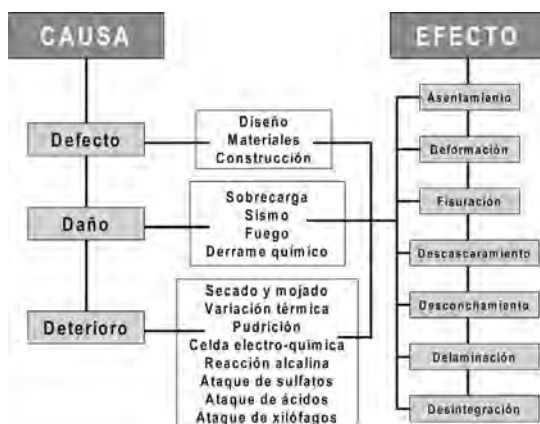 CAUSA
Defecto
Daño
Deterioro
Diseño
Materiales
Construcción
Sobrecarga
Sismo
Fuego
Derrame químico
Secado y mojado
Variación térmica
Pudrición
Celda electro-química
Reacción alcalina
Ataque de sulfatos
Ataque de ácidos
Ataque de xilófagos
EFECTO
Asentamiento
Deformación
Fisuración
Descascaramiento
Desconchamiento
Delaminación
Desintegración